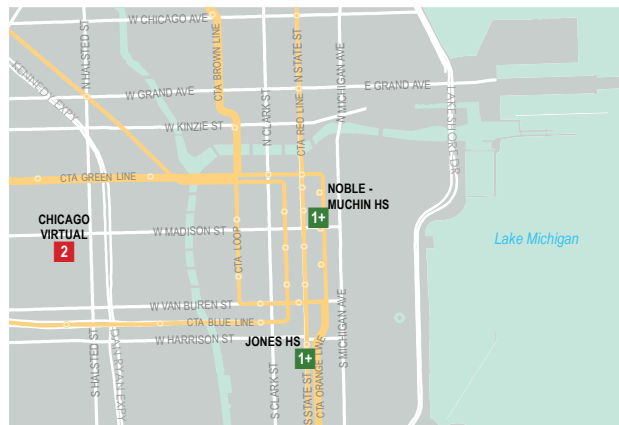 W CHICAGO AVE
N HALSTED ST
CTA BROWN LINE
N STATE ST
N MICHIGAN AVE
KENNEDY EXPY
E GRAND AVE
W GRAND AVE
N CLARK ST
CTA RED LINE
LAKE SHORE DR
W KINZIE ST
CTA GREEN LINE
NOBLE -
MUCHIN HS
1+
CHICAGO
VIRTUAL
2
W MADISON ST
CTA LOOP
Lake Michigan
W VAN BUREN ST
S MICHIGAN AVE
CTA BLUE LINE
W HARRISON ST
JONES HS
1+
S HALSTED ST
DAN RYAN EXPY
S CLARK ST
S STATE ST
CTA ORANGE LINE